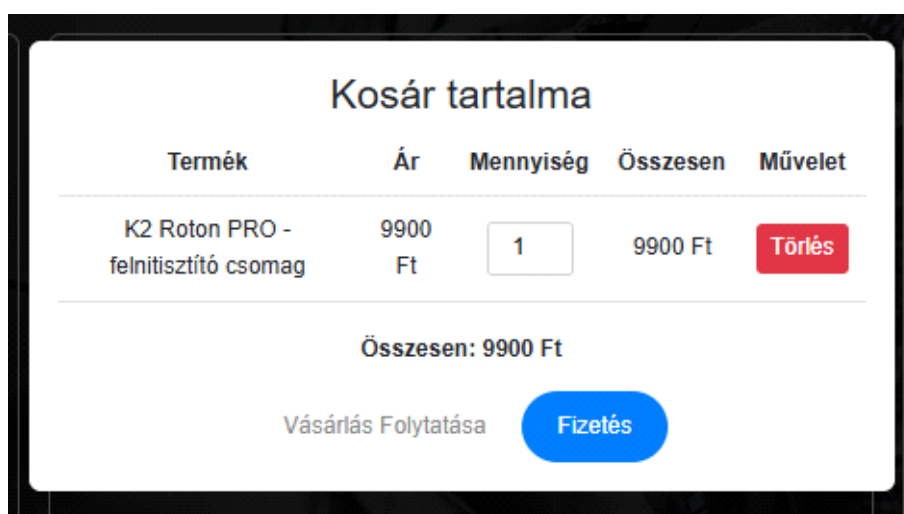 Kosár tartalma
Termék Ár Mennyiség Összesen Művelet
K2 Roton PRO -
felnitisztító csomag
9900
Ft
1
9900 Ft
Törlés
Összesen: 9900 Ft
Vásárlás Folytatása
Fizetés